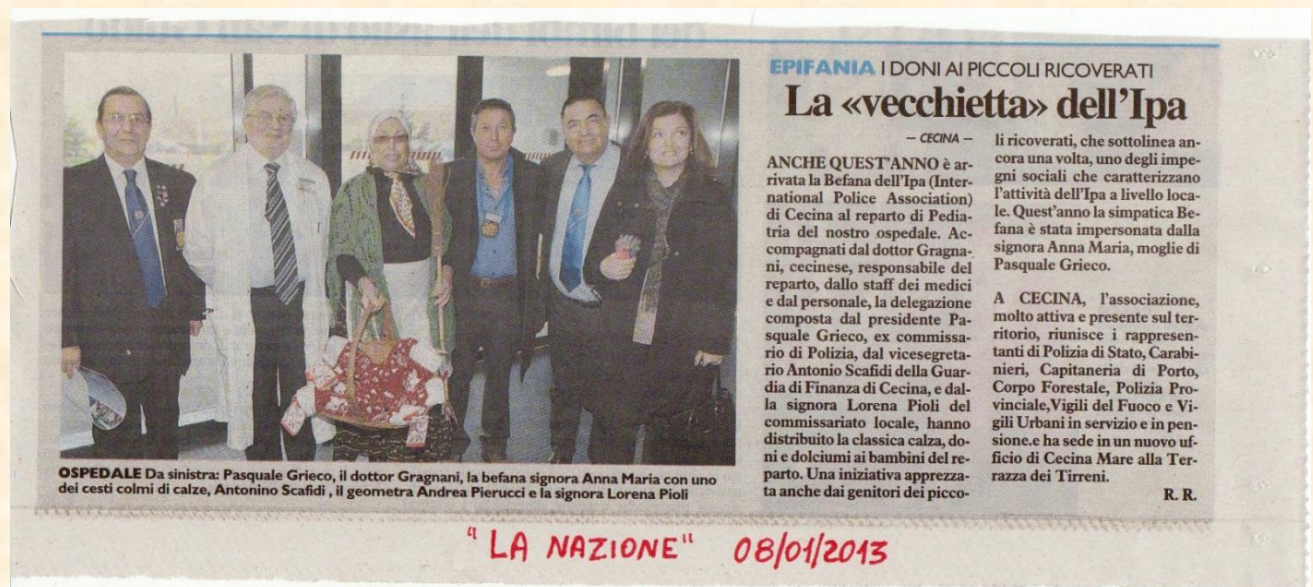 EPIFANIA I DONI AI PICCOLI RICOVERATI
La «vecchietta» dell'Ipa
— CECINA —
ANCHE QUEST'ANNO è ar-
rivata la Befana dell'Ipa (Inter-
national Police Association)
di Cecina al reparto di Pedia-
tria del nostro ospedale. Ac-
compagnati dal dottor Gragna-
ni, cecinese, responsabile del
reparto, dallo staff dei medici
e dal personale, la delegazione
composta dal presidente Pa-
squale Grieco, ex commissa-
rio di Polizia, dal vicesegreta-
rio Antonio Scafidi della Guar-
dia di Finanza di Cecina, e dal-
la signora Lorena Pioli del
commissariato locale, hanno
distribuito la classica calza, do-
ni e dolciumi ai bambini del re-
parto. Una iniziativa apprezza-
ta anche dai genitori dei picco-
li ricoverati, che sottolinea an-
cora una volta, uno degli impe-
gni sociali che caratterizzano
l'attività dell'Ipa a livello loca-
le. Quest'anno la simpatica Be-
fana è stata impersonata dalla
signora Anna Maria, moglie di
Pasquale Grieco.
A CECINA, l'associazione,
molto attiva e presente sul ter-
ritorio, riunisce i rappresen-
tanti di Polizia di Stato, Carabi-
nieri, Capitaneria di Porto,
Corpo Forestale, Polizia Pro-
vinciale,Vigili del Fuoco e Vi-
gili Urbani in servizio e in pen-
sione.e ha sede in un nuovo uf-
ficio di Cecina Mare alla Ter-
razza dei Tirreni.
R. R.
OSPEDALE Da sinistra: Pasquale Grieco, il dottor Gragnani, la befana signora Anna Maria con uno
dei cesti colmi di calze, Antonino Scafidi , il geometra Andrea Pierucci e la signora Lorena Pioli
"LA NAZIONE" 08/01/2013